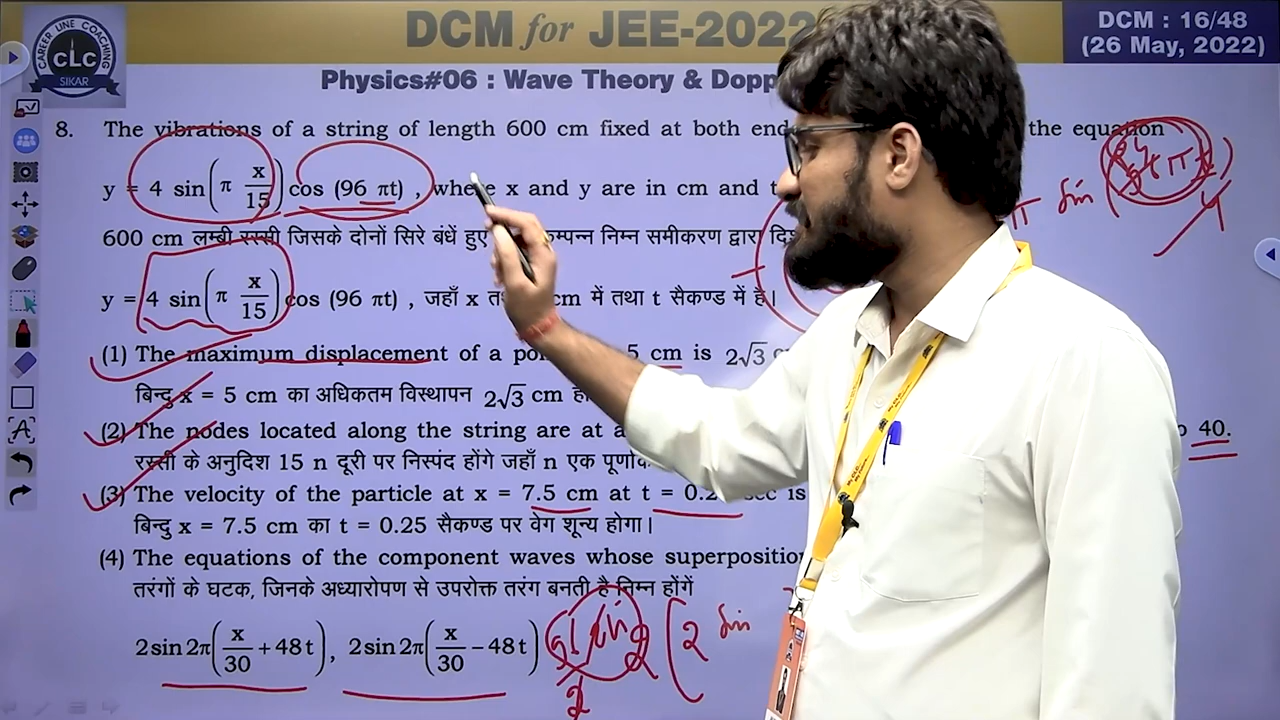 DCM for JEE-2022
DCM : 16/48
(26 May, 2022)
CAREER LINE COACHING
CLC
SIKAR
Physics#06 : Wave Theory & Dopp
8. The vibrations of a string of length 600 cm fixed at both end the equation
y = 4 sin(π x/15) cos (96 πt) , where x and y are in cm and t
600 cm लम्बी रस्सी जिसके दोनों सिरे बंधें हुए निम्न समीकरण द्वारा
y = 4 sin(π x/15) cos (96 πt) , जहाँ x cm में तथा t सैकण्ड में है।
(1) The maximum displacement of a 5 cm is 2√3
बिन्दु x = 5 cm का अधिकतम विस्थापन 2√3 cm
(2) The nodes located along the string are at 40.
रस्सी के अनुदिश 15 n दूरी पर निस्पंद होंगे जहाँ n एक
(3) The velocity of the particle at x = 7.5 cm at t = 0.2 sec is
बिन्दु x = 7.5 cm का t = 0.25 सैकण्ड पर वेग शून्य होगा।
(4) The equations of the component waves whose superposition
तरंगों के घटक, जिनके अध्यारोपण से उपरोक्त तरंग बनती है निम्न होंगें
2sin2π(x/30 + 48t), 2sin2π(x/30 − 48t)
(2 sin
π sin